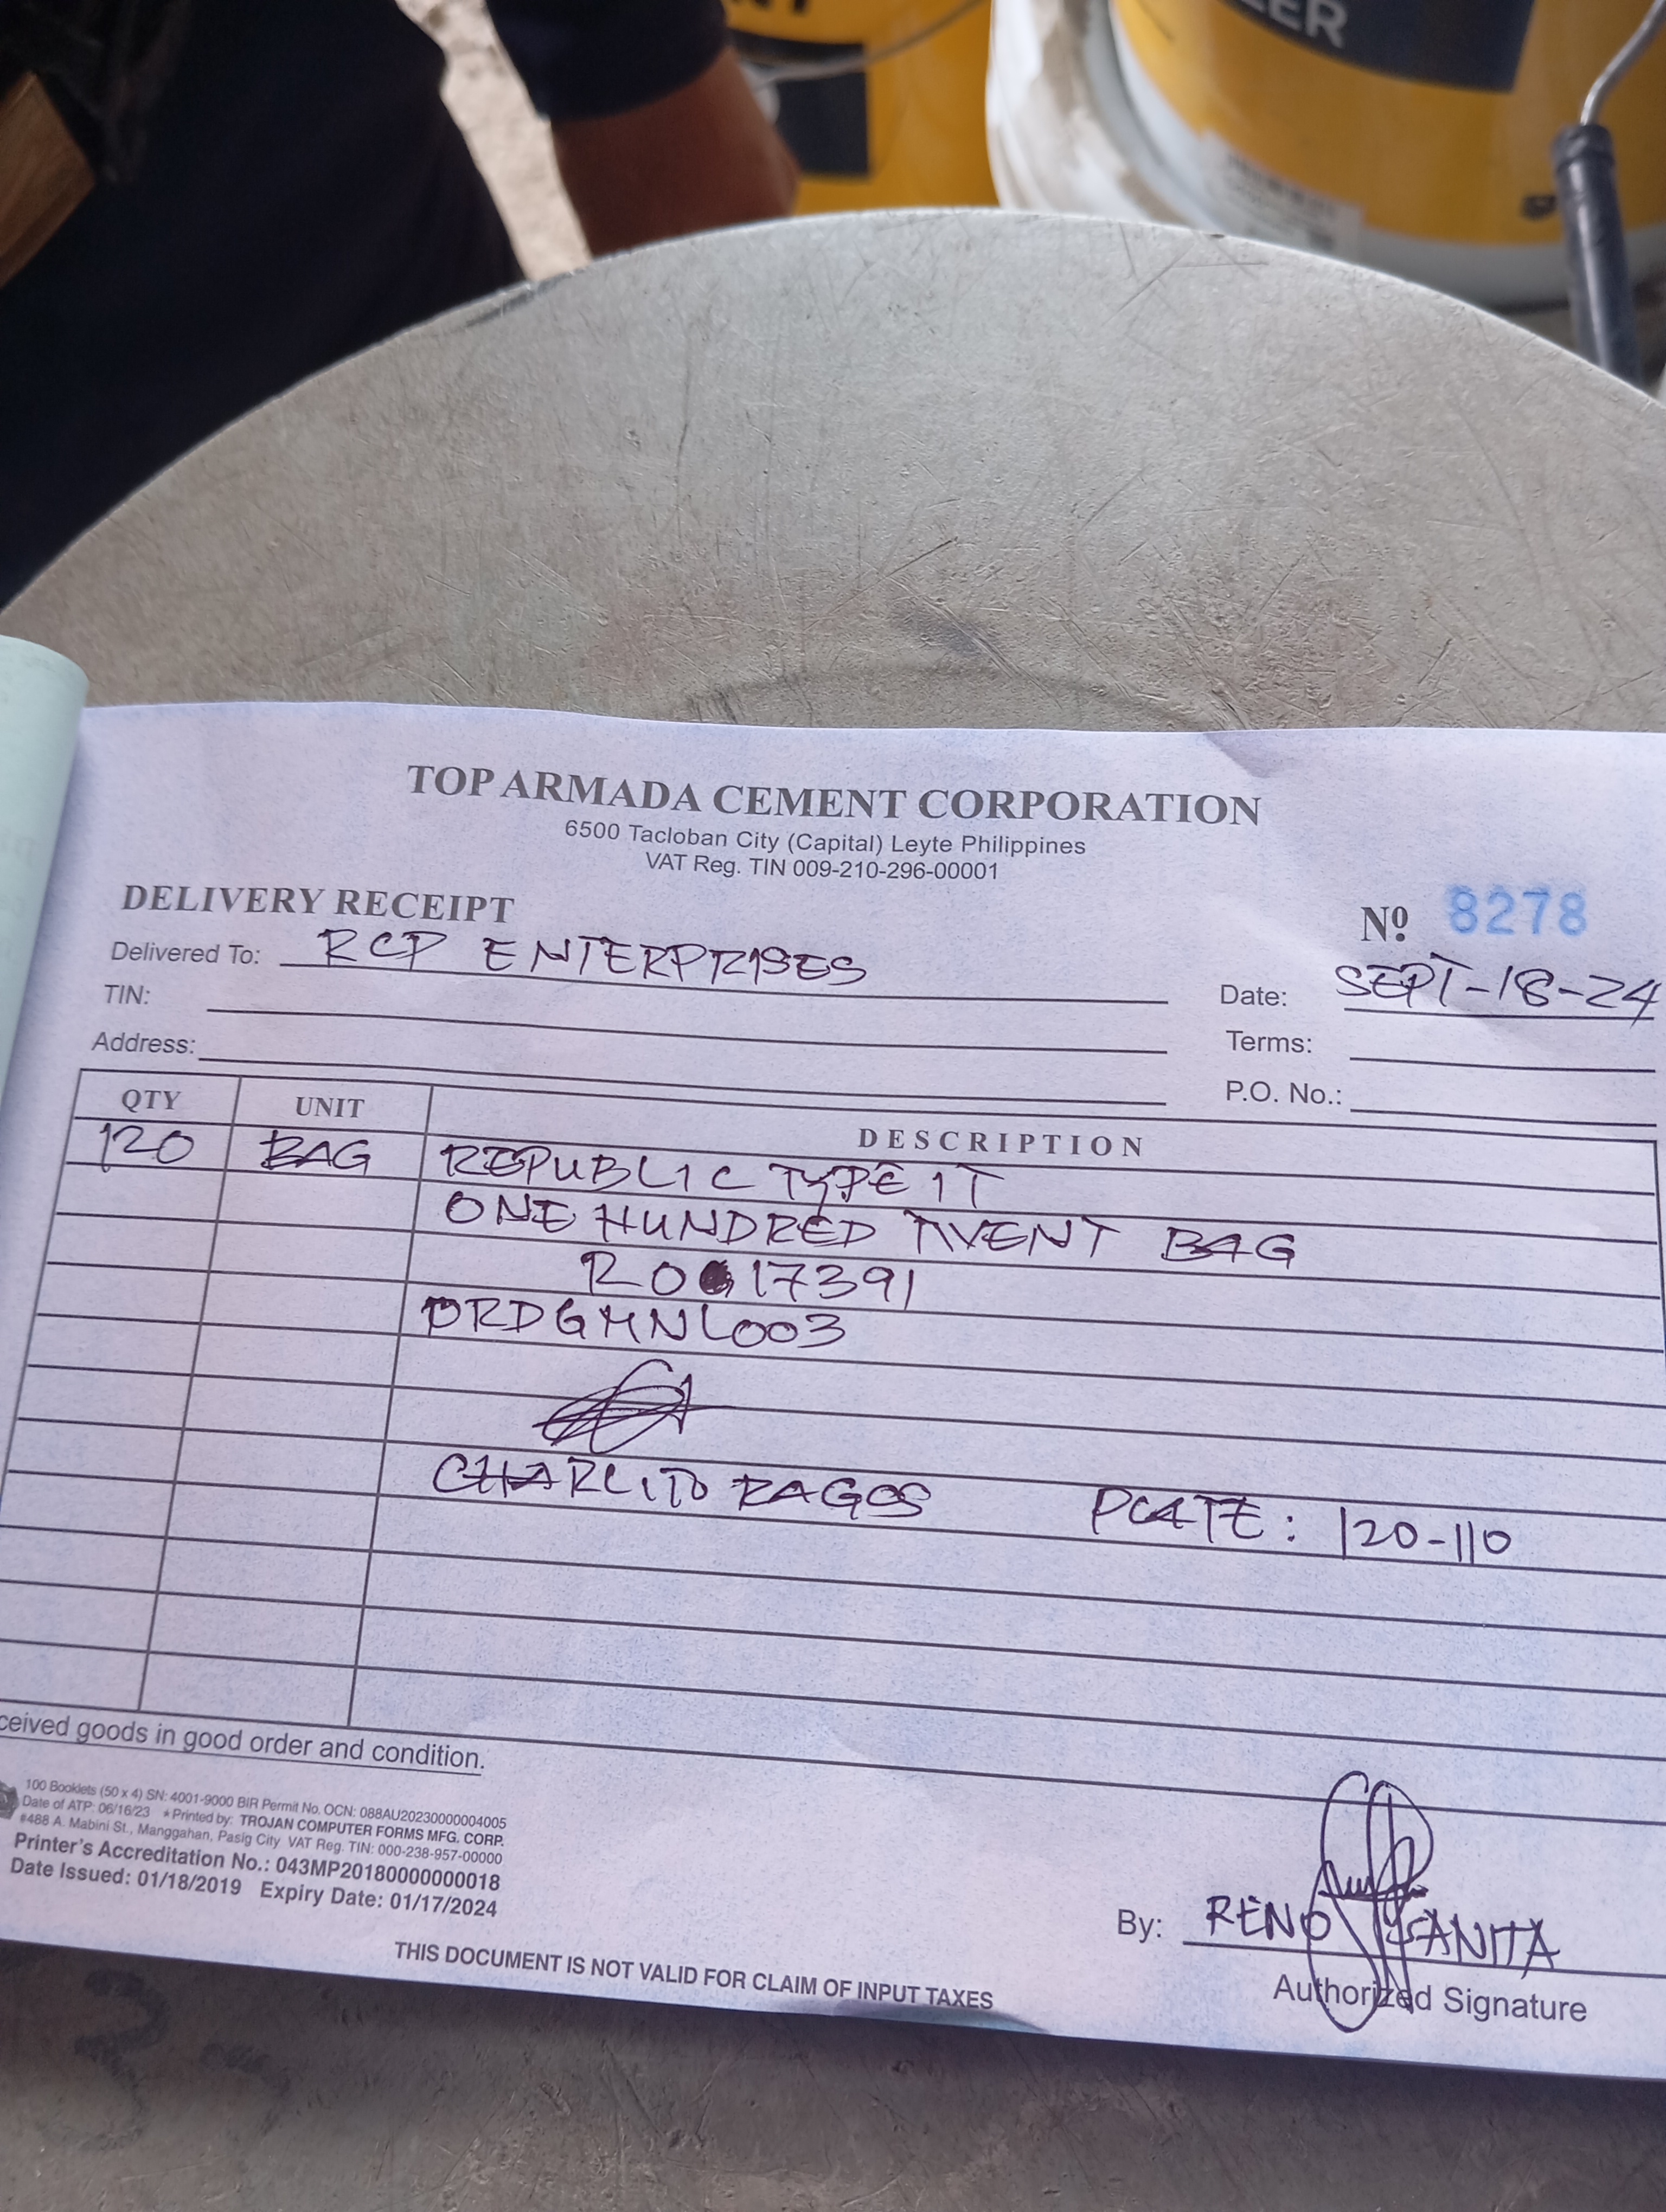 EER
TOP ARMADA CEMENT CORPORATION
6500 Tacloban City (Capital) Leyte Philippines
VAT Reg. TIN 009-210-296-00001
DELIVERY RECEIPT
Nº 8278
Delivered To: RCP ENTERPRISES
Date: SEPT-18-24
TIN:
Terms:
Address:
P.O. No.:
QTY UNIT DESCRIPTION
120 BAG REPUBLIC TYPE 1T
ONE HUNDRED TWENT BAG
RO 17391
DRDGMNL003
CHARLITO RAGOS PLATE: 120-110
ceived goods in good order and condition.
100 Booklets (50 x 4) SN: 4001-9000 BIR Permit No. OCN: 088AU20230000004005
Date of ATP: 06/16/23 *Printed by: TROJAN COMPUTER FORMS MFG. CORP.
#488 A. Mabini St., Manggahan, Pasig City VAT Reg. TIN: 000-238-957-00000
Printer's Accreditation No.: 043MP20180000000018
Date Issued: 01/18/2019 Expiry Date: 01/17/2024
By: RENO YSANITA
Authorized Signature
THIS DOCUMENT IS NOT VALID FOR CLAIM OF INPUT TAXES